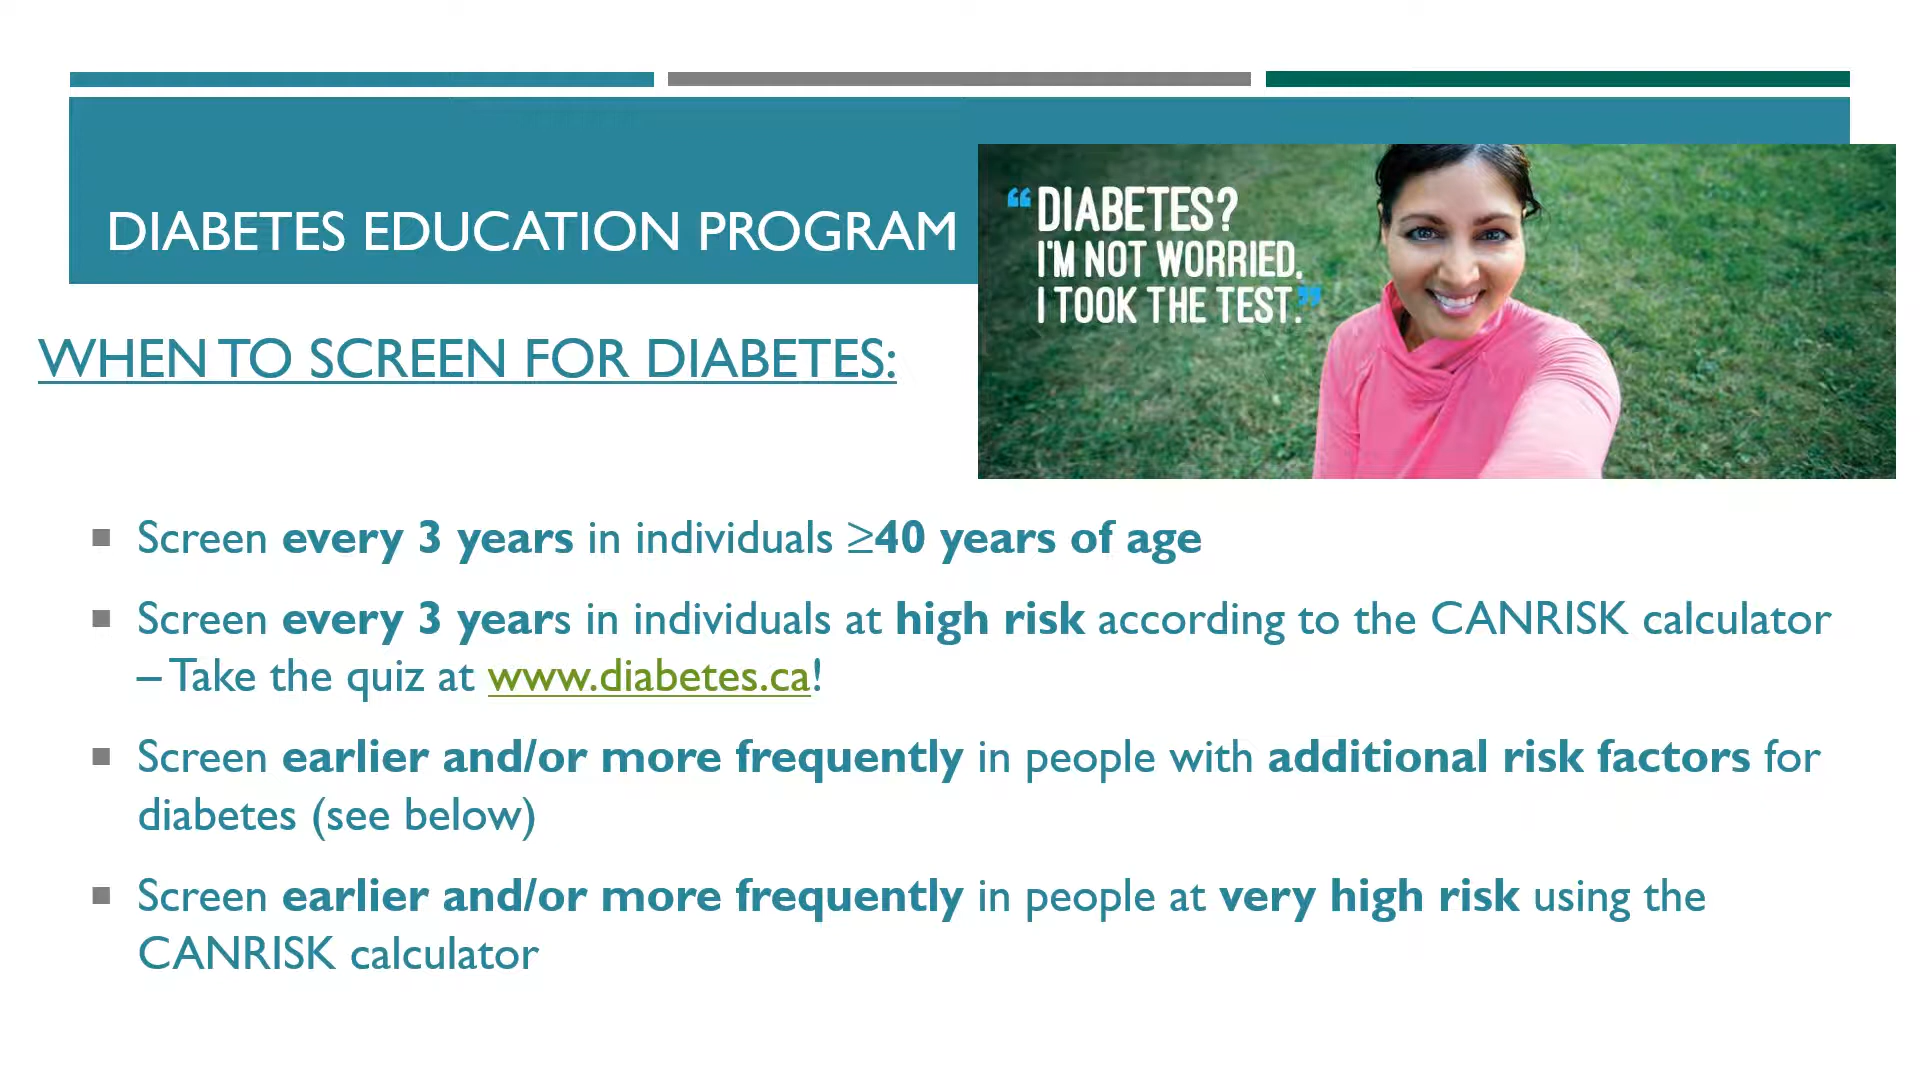 DIABETES EDUCATION PROGRAM
“DIABETES?
I'M NOT WORRIED,
I TOOK THE TEST.”
WHEN TO SCREEN FOR DIABETES:
▪ Screen every 3 years in individuals ≥40 years of age
▪ Screen every 3 years in individuals at high risk according to the CANRISK calculator
– Take the quiz at www.diabetes.ca!
▪ Screen earlier and/or more frequently in people with additional risk factors for
diabetes (see below)
▪ Screen earlier and/or more frequently in people at very high risk using the
CANRISK calculator